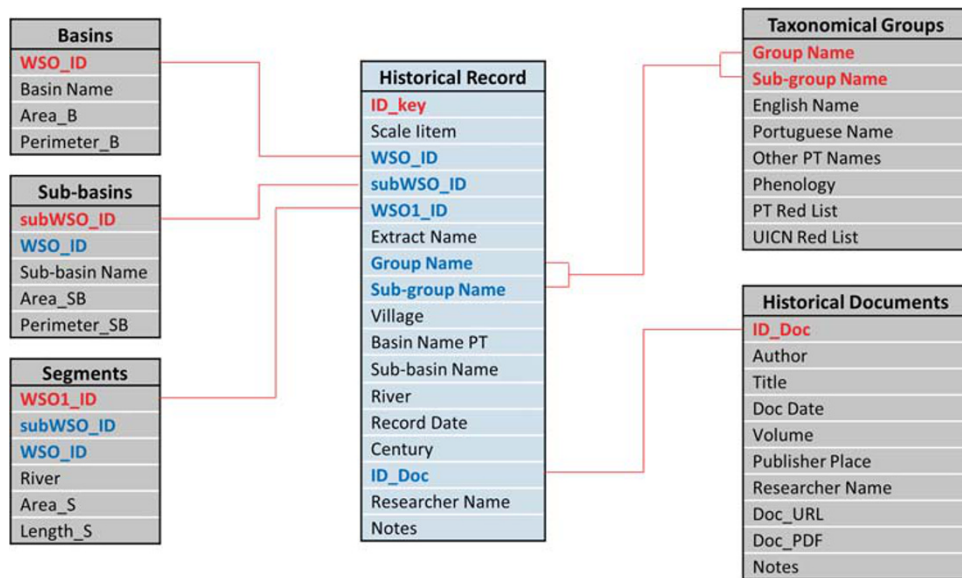 Basins
WSO_ID
Basin Name
Area_B
Perimeter_B
Sub-basins
subWSO_ID
WSO_ID
Sub-basin Name
Area_SB
Perimeter_SB
Segments
WSO1_ID
subWSO_ID
WSO_ID
River
Area_S
Length_S
Historical Record
ID_key
Scale Iitem
WSO_ID
subWSO_ID
WSO1_ID
Extract Name
Group Name
Sub-group Name
Village
Basin Name PT
Sub-basin Name
River
Record Date
Century
ID_Doc
Researcher Name
Notes
Taxonomical Groups
Group Name
Sub-group Name
English Name
Portuguese Name
Other PT Names
Phenology
PT Red List
UICN Red List
Historical Documents
ID_Doc
Author
Title
Doc Date
Volume
Publisher Place
Researcher Name
Doc_URL
Doc_PDF
Notes